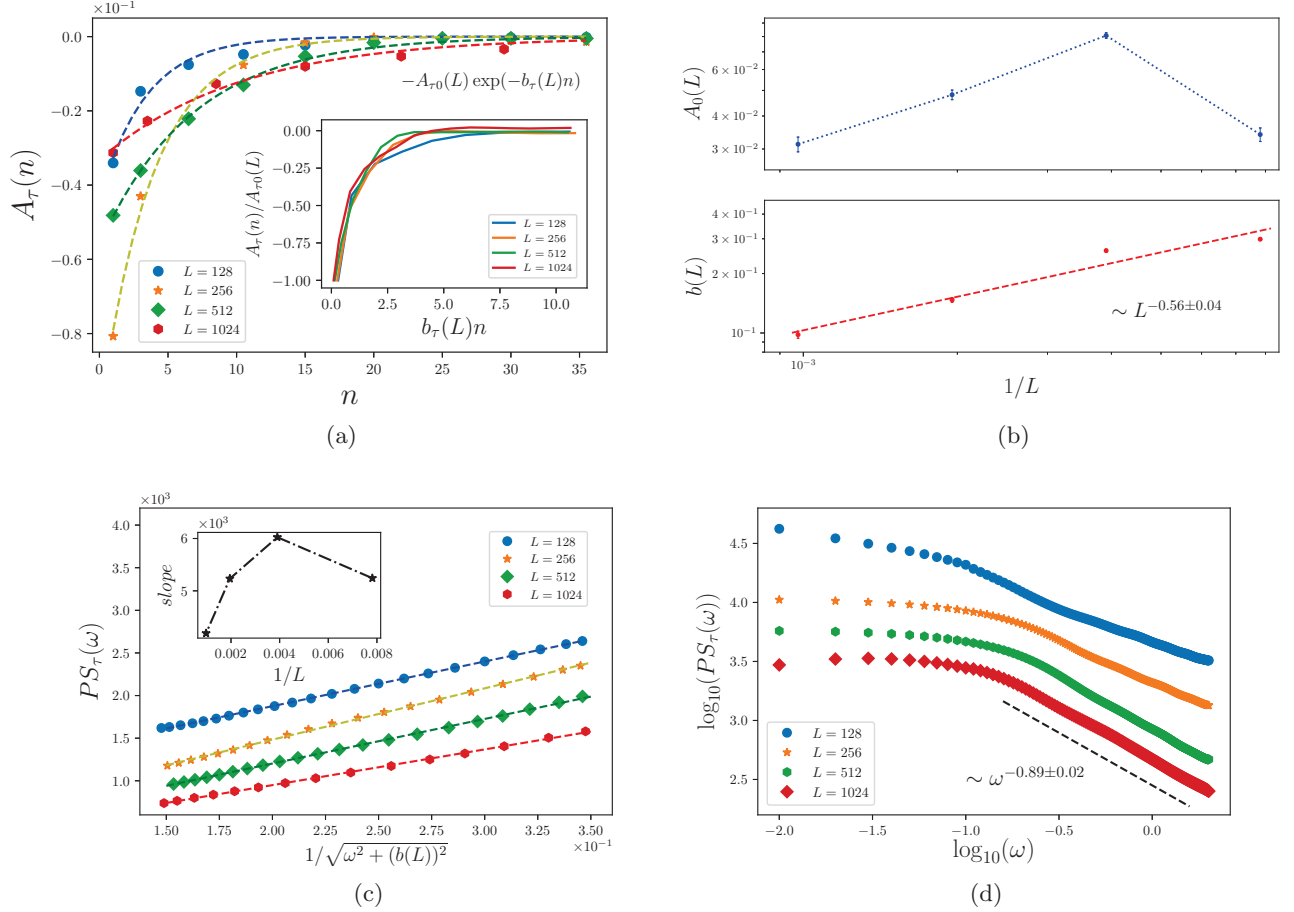 ×10⁻¹
0.0
−0.2
−0.4
−0.6
−0.8
A_τ(n)
0
5
10
15
20
25
30
35
n
−A_{τ0}(L) exp(−b_τ(L)n)
L = 128
L = 256
L = 512
L = 1024
0.00
−0.25
−0.50
−0.75
−1.00
A_τ(n)/A_{τ0}(L)
0.0
2.5
5.0
7.5
10.0
b_τ(L)n
L = 128
L = 256
L = 512
L = 1024
(a)
6 × 10⁻²
4 × 10⁻²
3 × 10⁻²
A₀(L)
4 × 10⁻¹
3 × 10⁻¹
2 × 10⁻¹
10⁻¹
b(L)
∼ L^{−0.56±0.04}
10⁻³
1/L
(b)
×10³
4.0
3.5
3.0
2.5
2.0
1.5
1.0
PS_τ(ω)
×10³
6
5
slope
0.002
0.004
0.006
0.008
1/L
L = 128
L = 256
L = 512
L = 1024
1.50
1.75
2.00
2.25
2.50
2.75
3.00
3.25
3.50
×10⁻¹
1/√(ω² + (b(L))²)
(c)
4.5
4.0
3.5
3.0
2.5
log₁₀(PS_τ(ω))
L = 128
L = 256
L = 512
L = 1024
∼ ω^{−0.89±0.02}
−2.0
−1.5
−1.0
−0.5
0.0
log₁₀(ω)
(d)